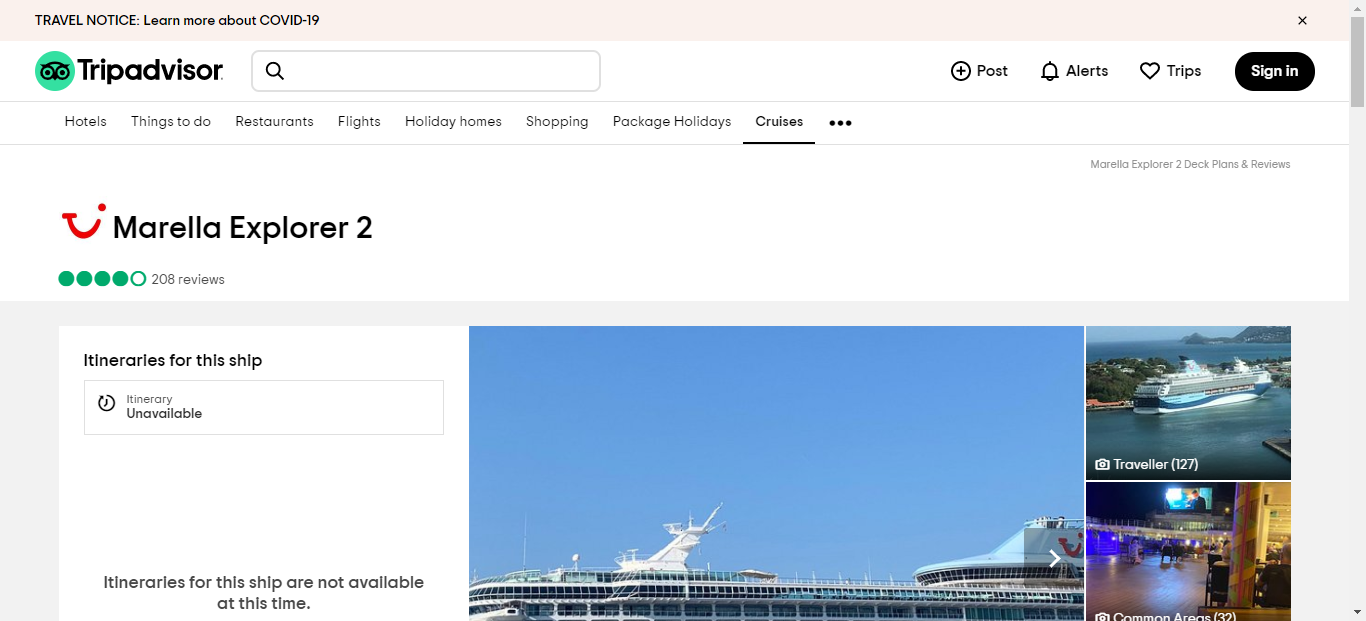 TRAVEL NOTICE: Learn more about COVID-19
Tripadvisor
Post
Alerts
Trips
Sign in
Hotels
Things to do
Restaurants
Flights
Holiday homes
Shopping
Package Holidays
Cruises
Marella Explorer 2 Deck Plans & Reviews
Marella Explorer 2
208 reviews
Itineraries for this ship
Itinerary
Unavailable
Itineraries for this ship are not available
at this time.
Traveller (127)
Common Areas (32)